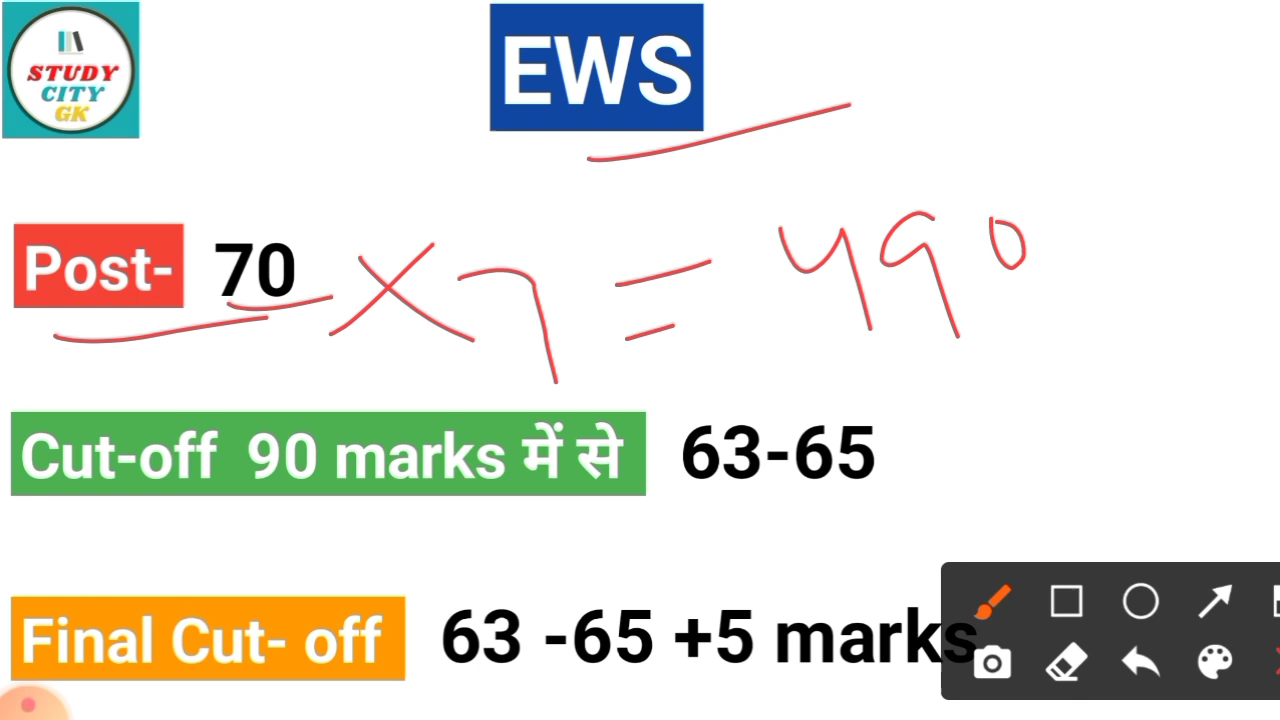 STUDY
CITY
GK
EWS
Post- 70 × 7 = 490
Cut-off 90 marks में से 63-65
Final Cut- off 63 -65 +5 marks